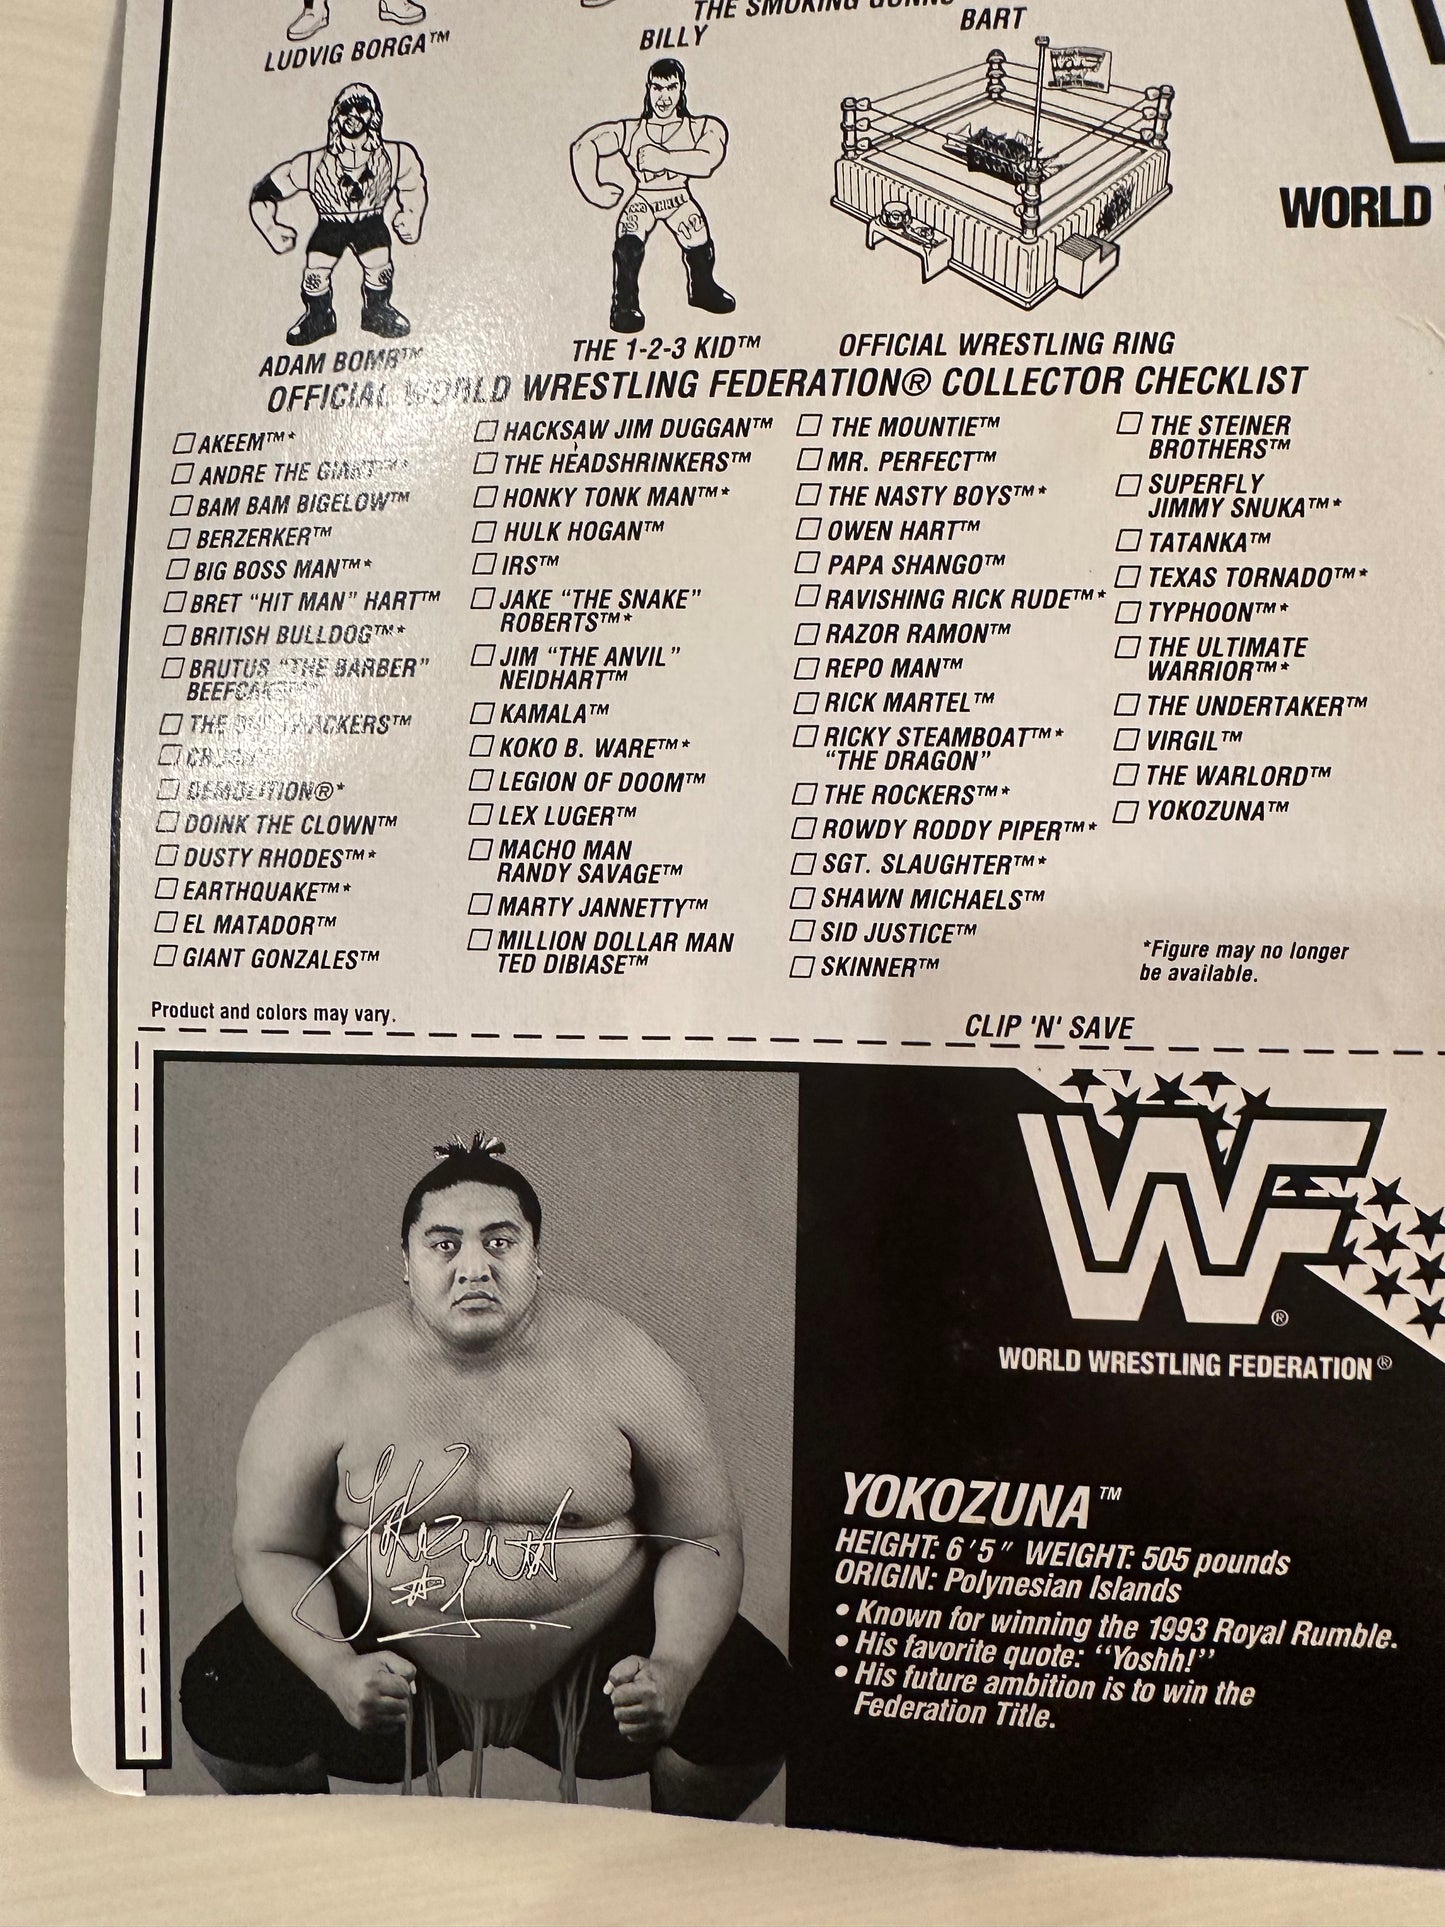 THE SMOKING GUNNS
LUDVIG BORGA™
BILLY
BART
WORLD
ADAM BOMB™
THE 1-2-3 KID™
OFFICIAL WRESTLING RING
OFFICIAL WORLD WRESTLING FEDERATION® COLLECTOR CHECKLIST
AKEEM™*
ANDRE THE GIANT™*
BAM BAM BIGELOW™
BERZERKER™
BIG BOSS MAN™*
BRET “HIT MAN” HART™
BRITISH BULLDOG™*
BRUTUS “THE BARBER”
BEEFCAKE™*
THE BUSHWACKERS™
CRUSH™
DEMOLITION®*
DOINK THE CLOWN™
DUSTY RHODES™*
EARTHQUAKE™*
EL MATADOR™
GIANT GONZALES™
HACKSAW JIM DUGGAN™
THE HEADSHRINKERS™
HONKY TONK MAN™*
HULK HOGAN™
IRS™
JAKE “THE SNAKE”
ROBERTS™*
JIM “THE ANVIL”
NEIDHART™
KAMALA™
KOKO B. WARE™*
LEGION OF DOOM™
LEX LUGER™
MACHO MAN
RANDY SAVAGE™
MARTY JANNETTY™
MILLION DOLLAR MAN
TED DIBIASE™
THE MOUNTIE™
MR. PERFECT™
THE NASTY BOYS™*
OWEN HART™
PAPA SHANGO™
RAVISHING RICK RUDE™*
RAZOR RAMON™
REPO MAN™
RICK MARTEL™
RICKY STEAMBOAT™*
“THE DRAGON”
THE ROCKERS™*
ROWDY RODDY PIPER™*
SGT. SLAUGHTER™*
SHAWN MICHAELS™
SID JUSTICE™
SKINNER™
THE STEINER
BROTHERS™
SUPERFLY
JIMMY SNUKA™*
TATANKA™
TEXAS TORNADO™*
TYPHOON™*
THE ULTIMATE
WARRIOR™*
THE UNDERTAKER™
VIRGIL™
THE WARLORD™
YOKOZUNA™
*Figure may no longer
be available.
Product and colors may vary.
CLIP 'N' SAVE
WF®
WORLD WRESTLING FEDERATION®
Yokozuna
#1
YOKOZUNA™
HEIGHT: 6'5" WEIGHT: 505 pounds
ORIGIN: Polynesian Islands
• Known for winning the 1993 Royal Rumble.
• His favorite quote: “Yoshh!”
• His future ambition is to win the
Federation Title.